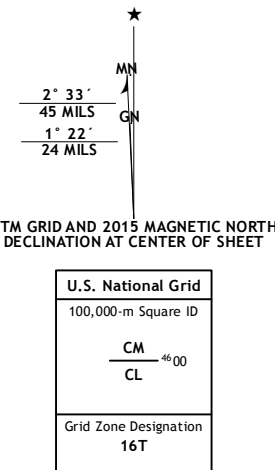 MN
2° 33´
45 MILS
GN
1° 22´
24 MILS
TM GRID AND 2015 MAGNETIC NORTH
DECLINATION AT CENTER OF SHEET
U.S. National Grid
100,000-m Square ID
CM
4600
CL
Grid Zone Designation
16T